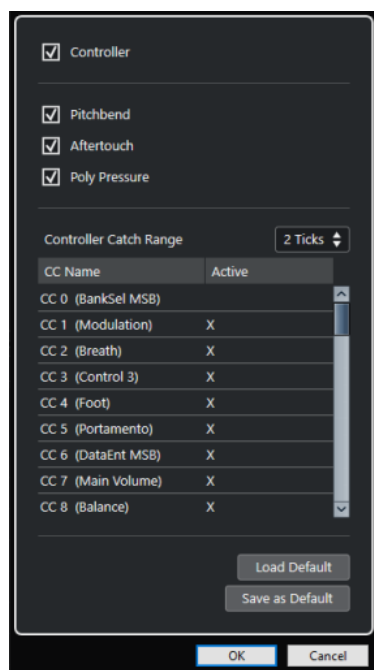 Controller
Pitchbend
Aftertouch
Poly Pressure
Controller Catch Range 2 Ticks
CC Name Active
CC 0 (BankSel MSB)
CC 1 (Modulation) X
CC 2 (Breath) X
CC 3 (Control 3) X
CC 4 (Foot) X
CC 5 (Portamento) X
CC 6 (DataEnt MSB) X
CC 7 (Main Volume) X
CC 8 (Balance) X
Load Default
Save as Default
OK Cancel